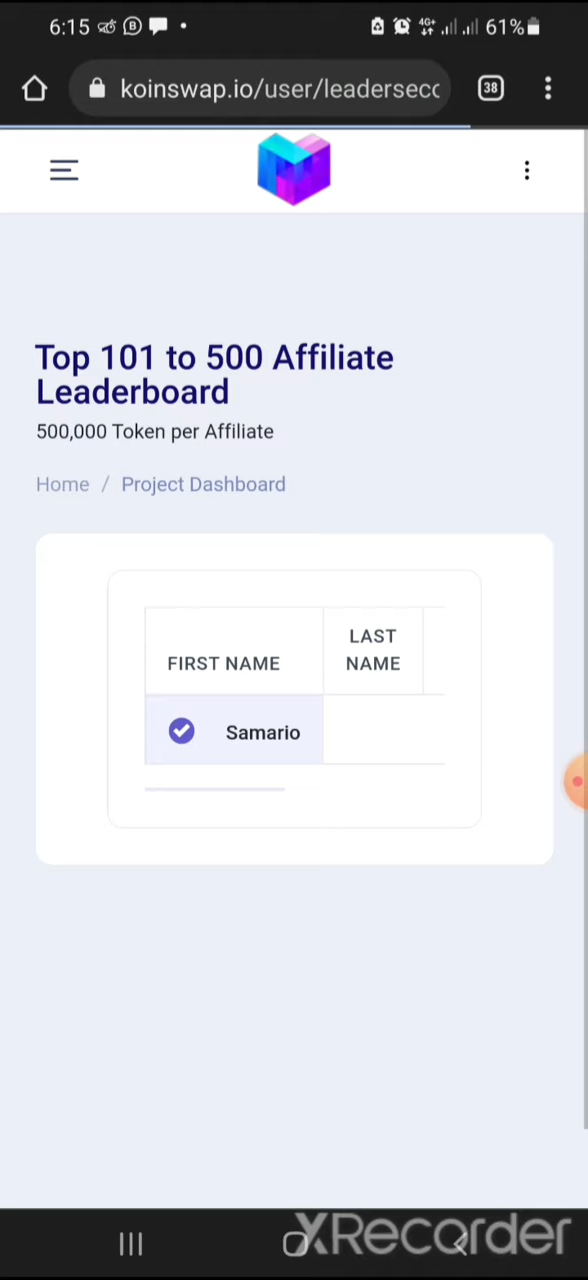 6:15 61%
4G+
koinswap.io/user/leadersecc
38
Top 101 to 500 Affiliate
Leaderboard
500,000 Token per Affiliate
Home / Project Dashboard
FIRST NAME
LAST
NAME
Samario
XRecorder